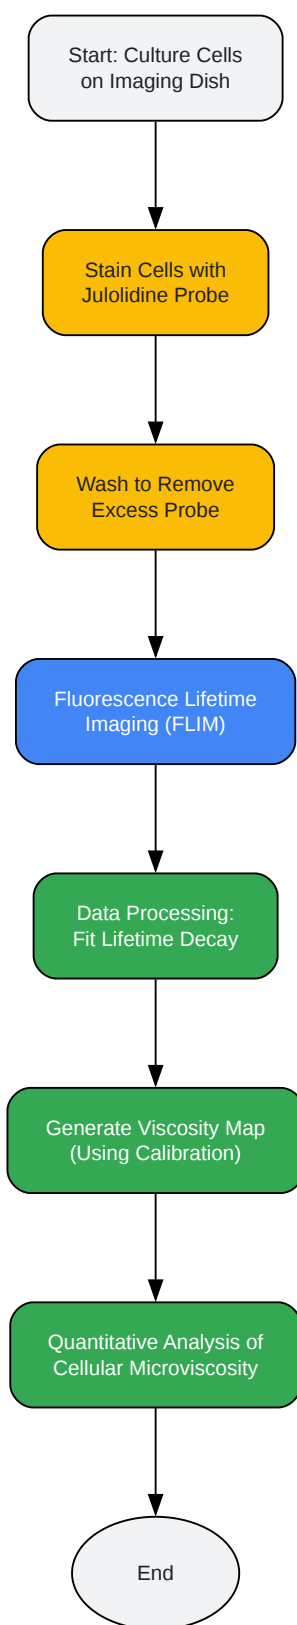 Start: Culture Cells
on Imaging Dish
Stain Cells with
Julolidine Probe
Wash to Remove
Excess Probe
Fluorescence Lifetime
Imaging (FLIM)
Data Processing:
Fit Lifetime Decay
Generate Viscosity Map
(Using Calibration)
Quantitative Analysis of
Cellular Microviscosity
End